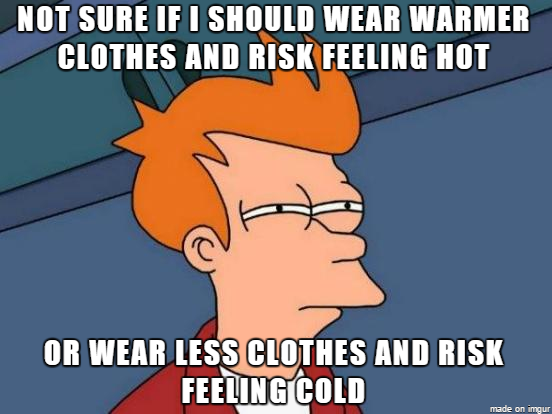 NOT SURE IF I SHOULD WEAR WARMER
CLOTHES AND RISK FEELING HOT
OR WEAR LESS CLOTHES AND RISK
FEELING COLD
made on imgur